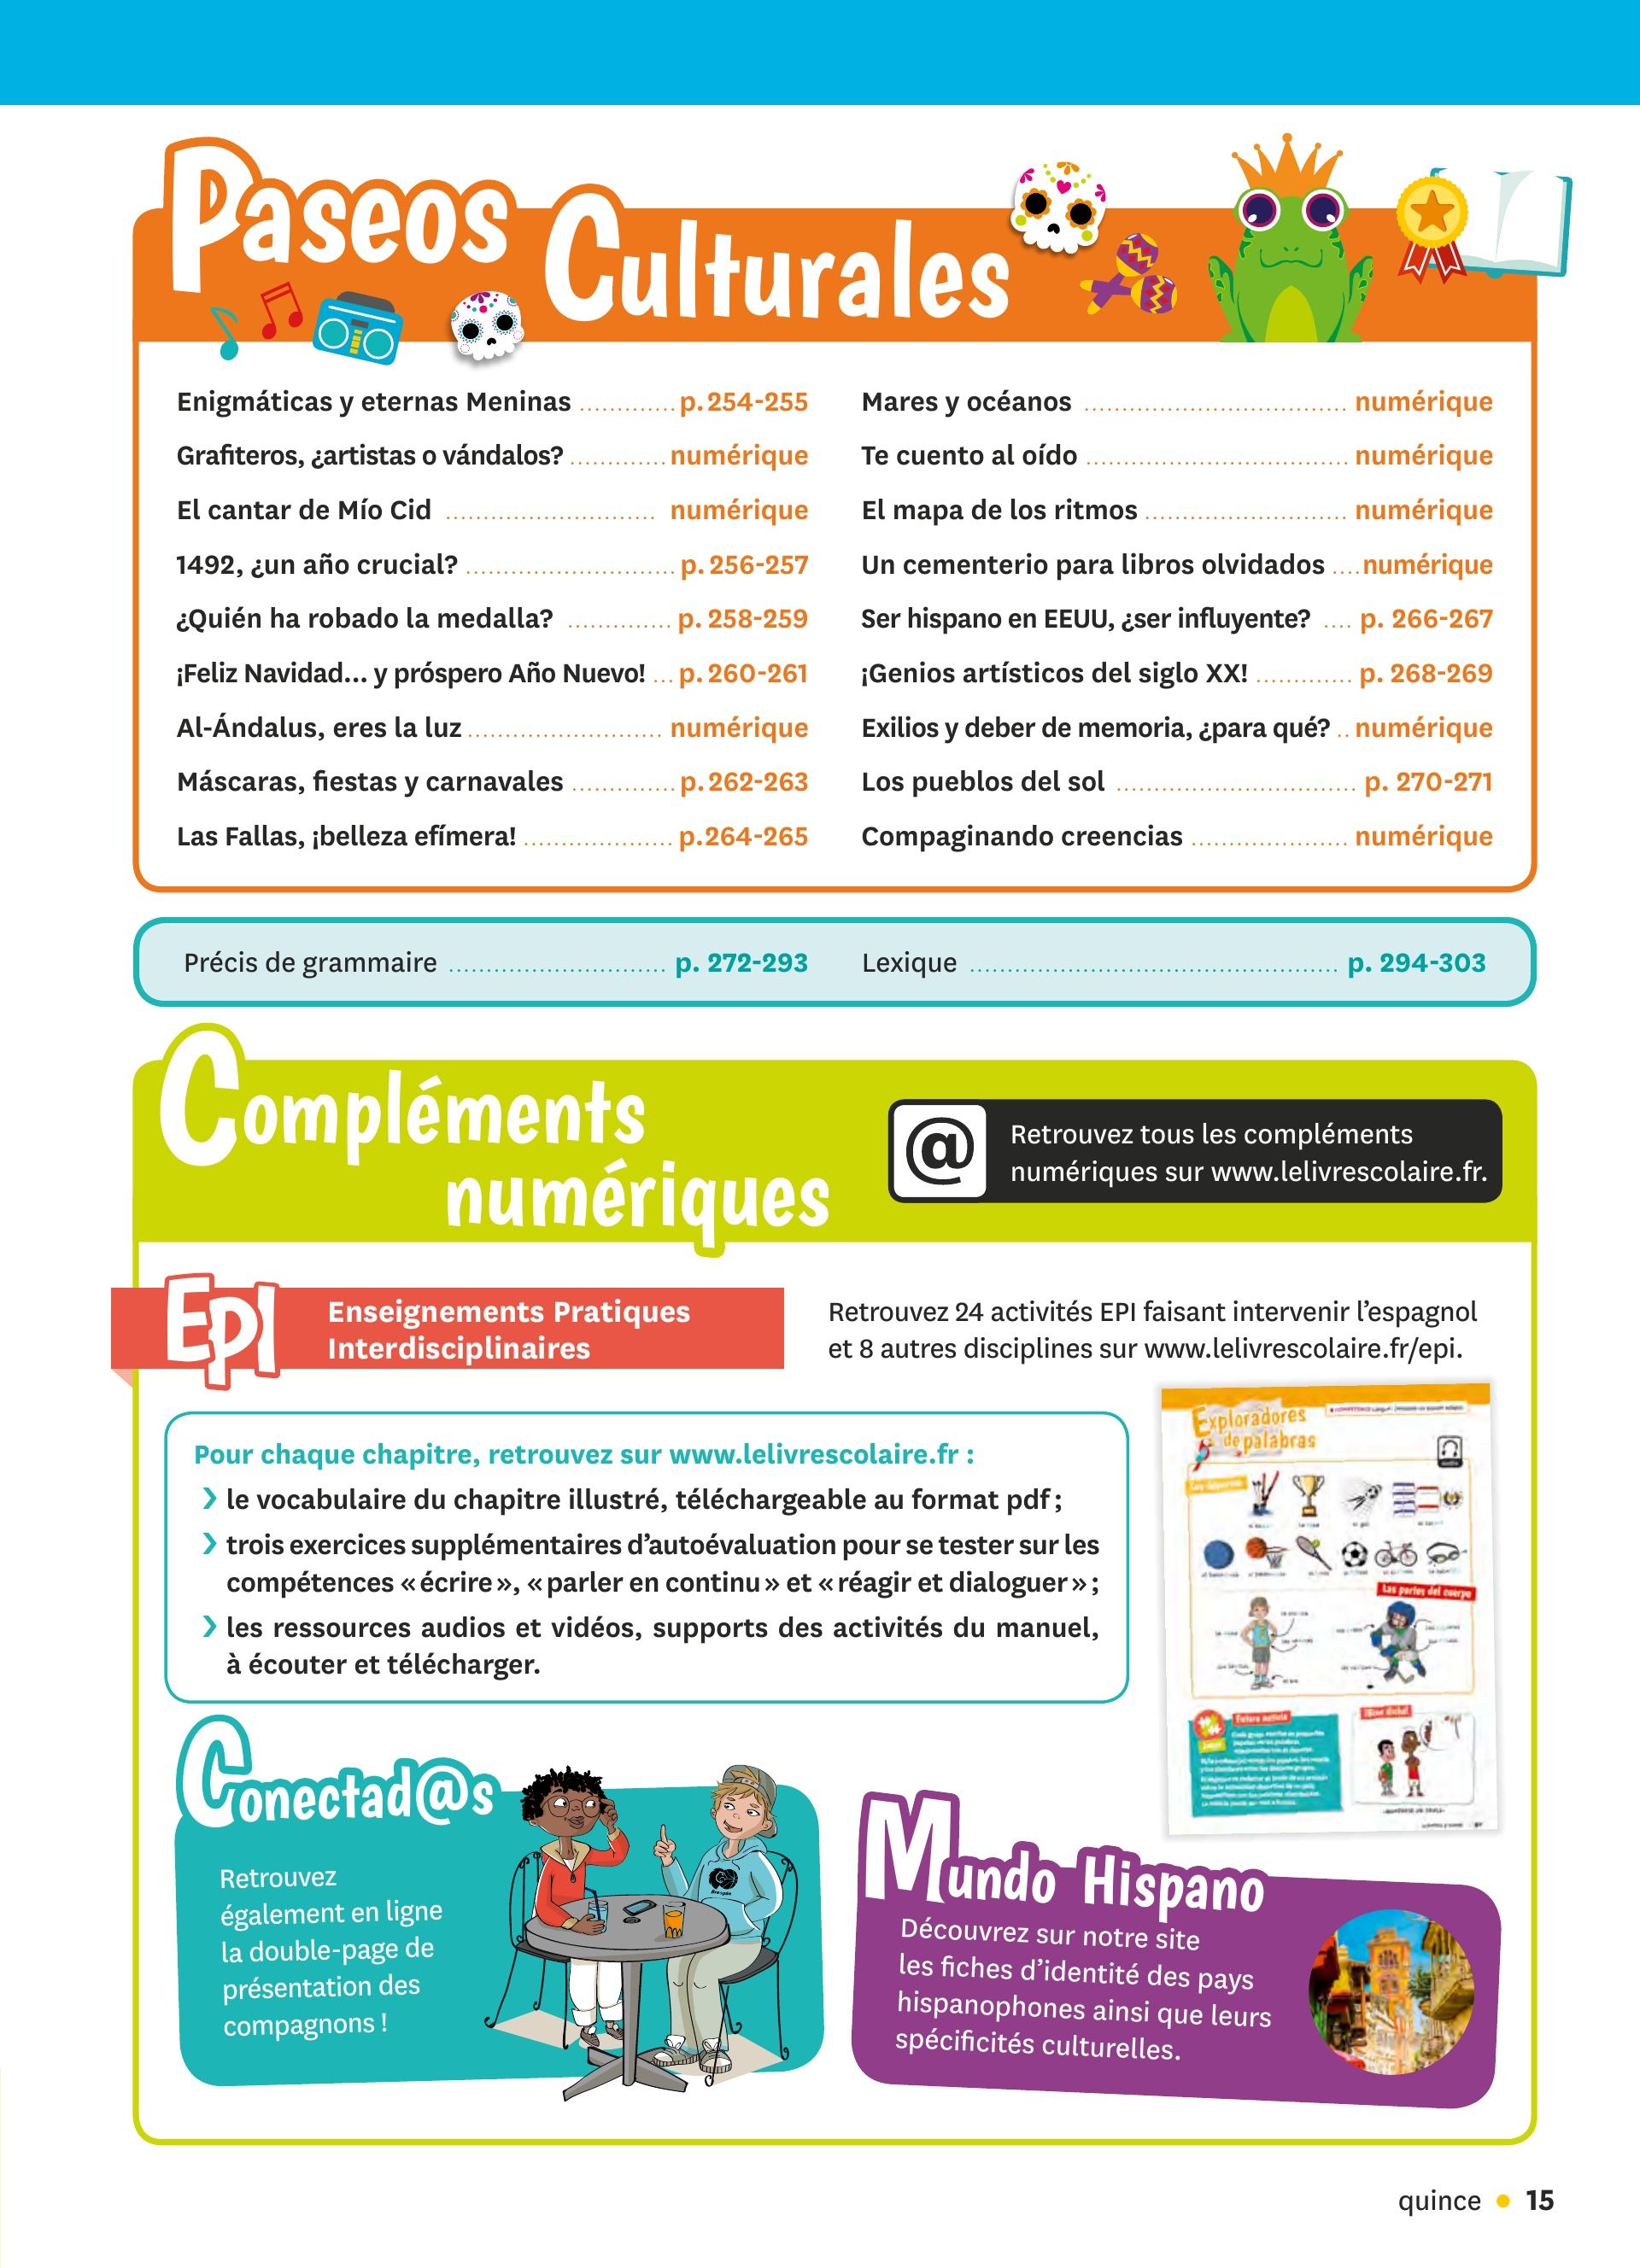 Paseos Culturales
Enigmáticas y eternas Meninas ............ p. 254-255
Grafiteros, ¿artistas o vándalos? ............. numérique
El cantar de Mío Cid ............................ numérique
1492, ¿un año crucial? ............................ p. 256-257
¿Quién ha robado la medalla? .............. p. 258-259
¡Feliz Navidad... y próspero Año Nuevo! ... p. 260-261
Al-Ándalus, eres la luz .......................... numérique
Máscaras, fiestas y carnavales .............. p. 262-263
Las Fallas, ¡belleza efímera! .................... p.264-265
Mares y océanos ................................... numérique
Te cuento al oído ................................... numérique
El mapa de los ritmos ........................... numérique
Un cementerio para libros olvidados .... numérique
Ser hispano en EEUU, ¿ser influyente? .... p. 266-267
¡Genios artísticos del siglo XX! ............. p. 268-269
Exilios y deber de memoria, ¿para qué? .. numérique
Los pueblos del sol ................................ p. 270-271
Compaginando creencias ..................... numérique
Précis de grammaire ............................. p. 272-293
Lexique ................................................. p. 294-303
Compléments
numériques
@
Retrouvez tous les compléments
numériques sur www.lelivrescolaire.fr.
EpI
Enseignements Pratiques
Interdisciplinaires
Retrouvez 24 activités EPI faisant intervenir l'espagnol
et 8 autres disciplines sur www.lelivrescolaire.fr/epi.
Pour chaque chapitre, retrouvez sur www.lelivrescolaire.fr :
› le vocabulaire du chapitre illustré, téléchargeable au format pdf ;
› trois exercices supplémentaires d'autoévaluation pour se tester sur les
compétences « écrire », « parler en continu » et « réagir et dialoguer » ;
› les ressources audios et vidéos, supports des activités du manuel,
à écouter et télécharger.
Exploradores
de palabras
Las partes del cuerpo
Conectad@s
Retrouvez
également en ligne
la double-page de
présentation des
compagnons !
Mundo Hispano
Découvrez sur notre site
les fiches d'identité des pays
hispanophones ainsi que leurs
spécificités culturelles.
quince • 15